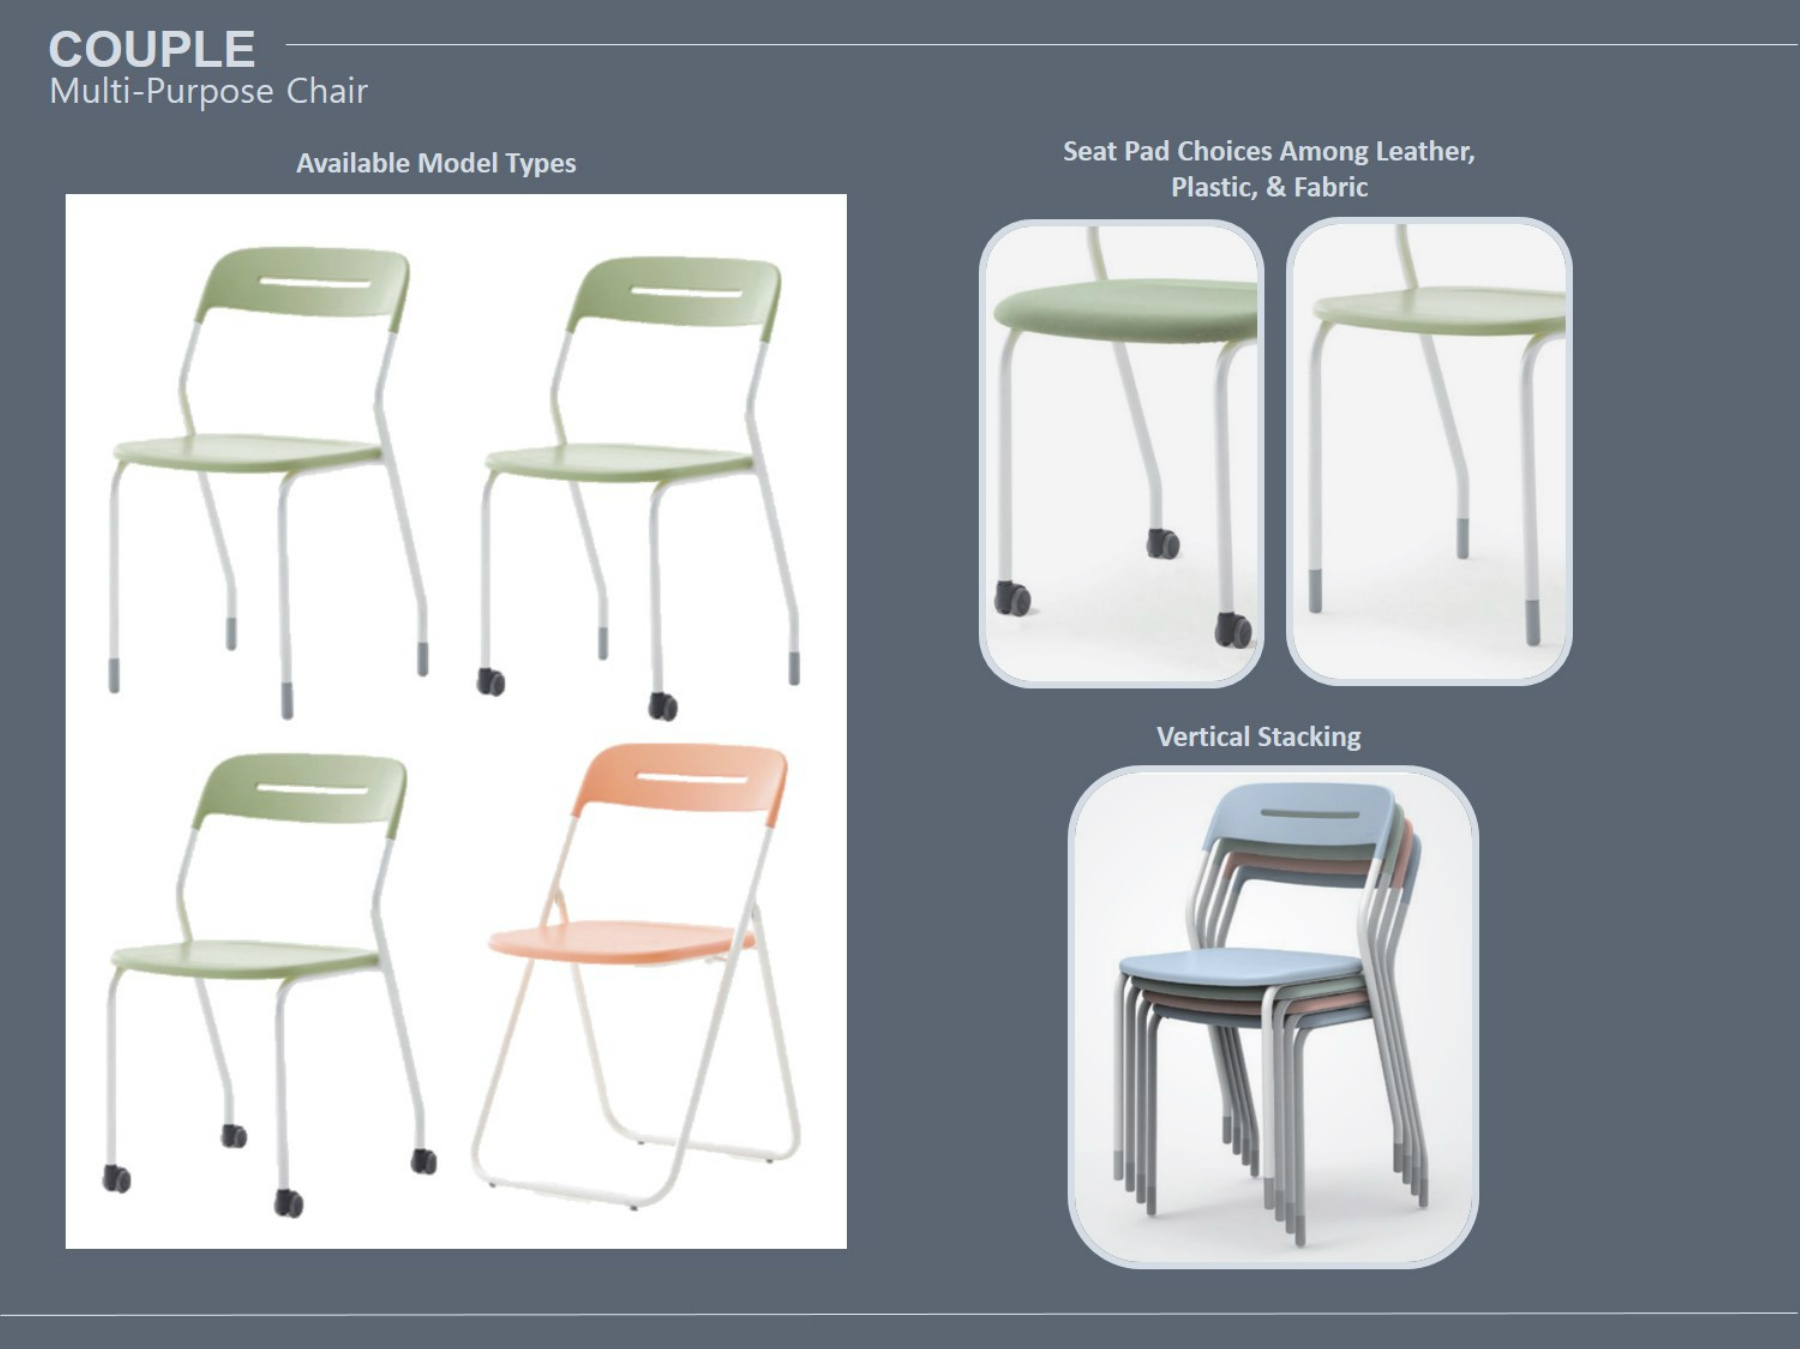 COUPLE
Multi-Purpose Chair
Available Model Types
Seat Pad Choices Among Leather,
Plastic, & Fabric
Vertical Stacking